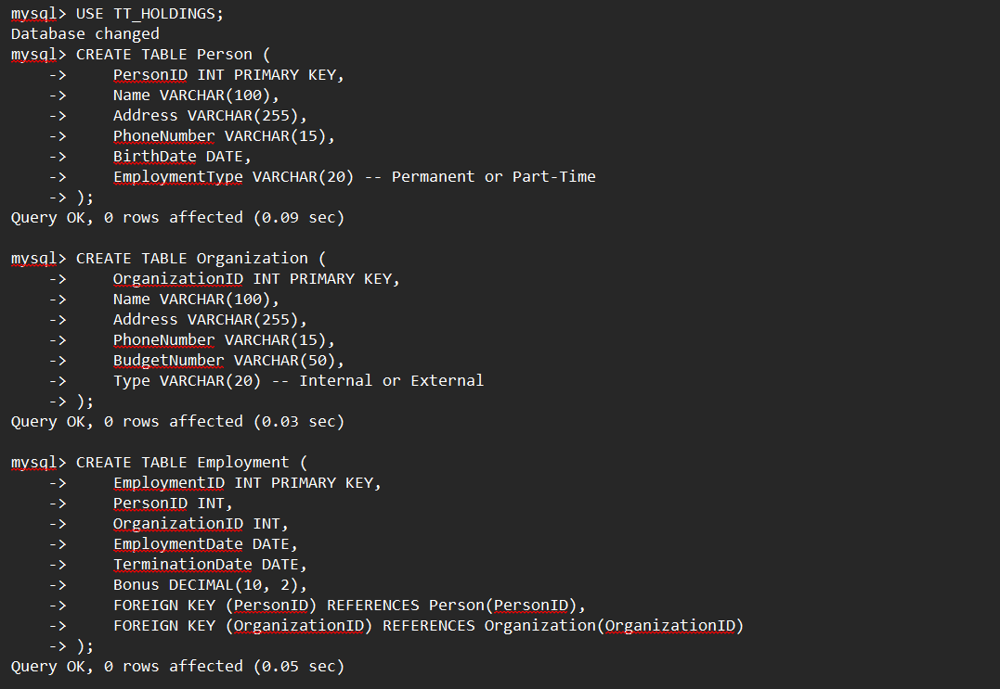 mysql> USE TT_HOLDINGS;
Database changed
mysql> CREATE TABLE Person (
    ->     PersonID INT PRIMARY KEY,
    ->     Name VARCHAR(100),
    ->     Address VARCHAR(255),
    ->     PhoneNumber VARCHAR(15),
    ->     BirthDate DATE,
    ->     EmploymentType VARCHAR(20) -- Permanent or Part-Time
    -> );
Query OK, 0 rows affected (0.09 sec)

mysql> CREATE TABLE Organization (
    ->     OrganizationID INT PRIMARY KEY,
    ->     Name VARCHAR(100),
    ->     Address VARCHAR(255),
    ->     PhoneNumber VARCHAR(15),
    ->     BudgetNumber VARCHAR(50),
    ->     Type VARCHAR(20) -- Internal or External
    -> );
Query OK, 0 rows affected (0.03 sec)

mysql> CREATE TABLE Employment (
    ->     EmploymentID INT PRIMARY KEY,
    ->     PersonID INT,
    ->     OrganizationID INT,
    ->     EmploymentDate DATE,
    ->     TerminationDate DATE,
    ->     Bonus DECIMAL(10, 2),
    ->     FOREIGN KEY (PersonID) REFERENCES Person(PersonID),
    ->     FOREIGN KEY (OrganizationID) REFERENCES Organization(OrganizationID)
    -> );
Query OK, 0 rows affected (0.05 sec)